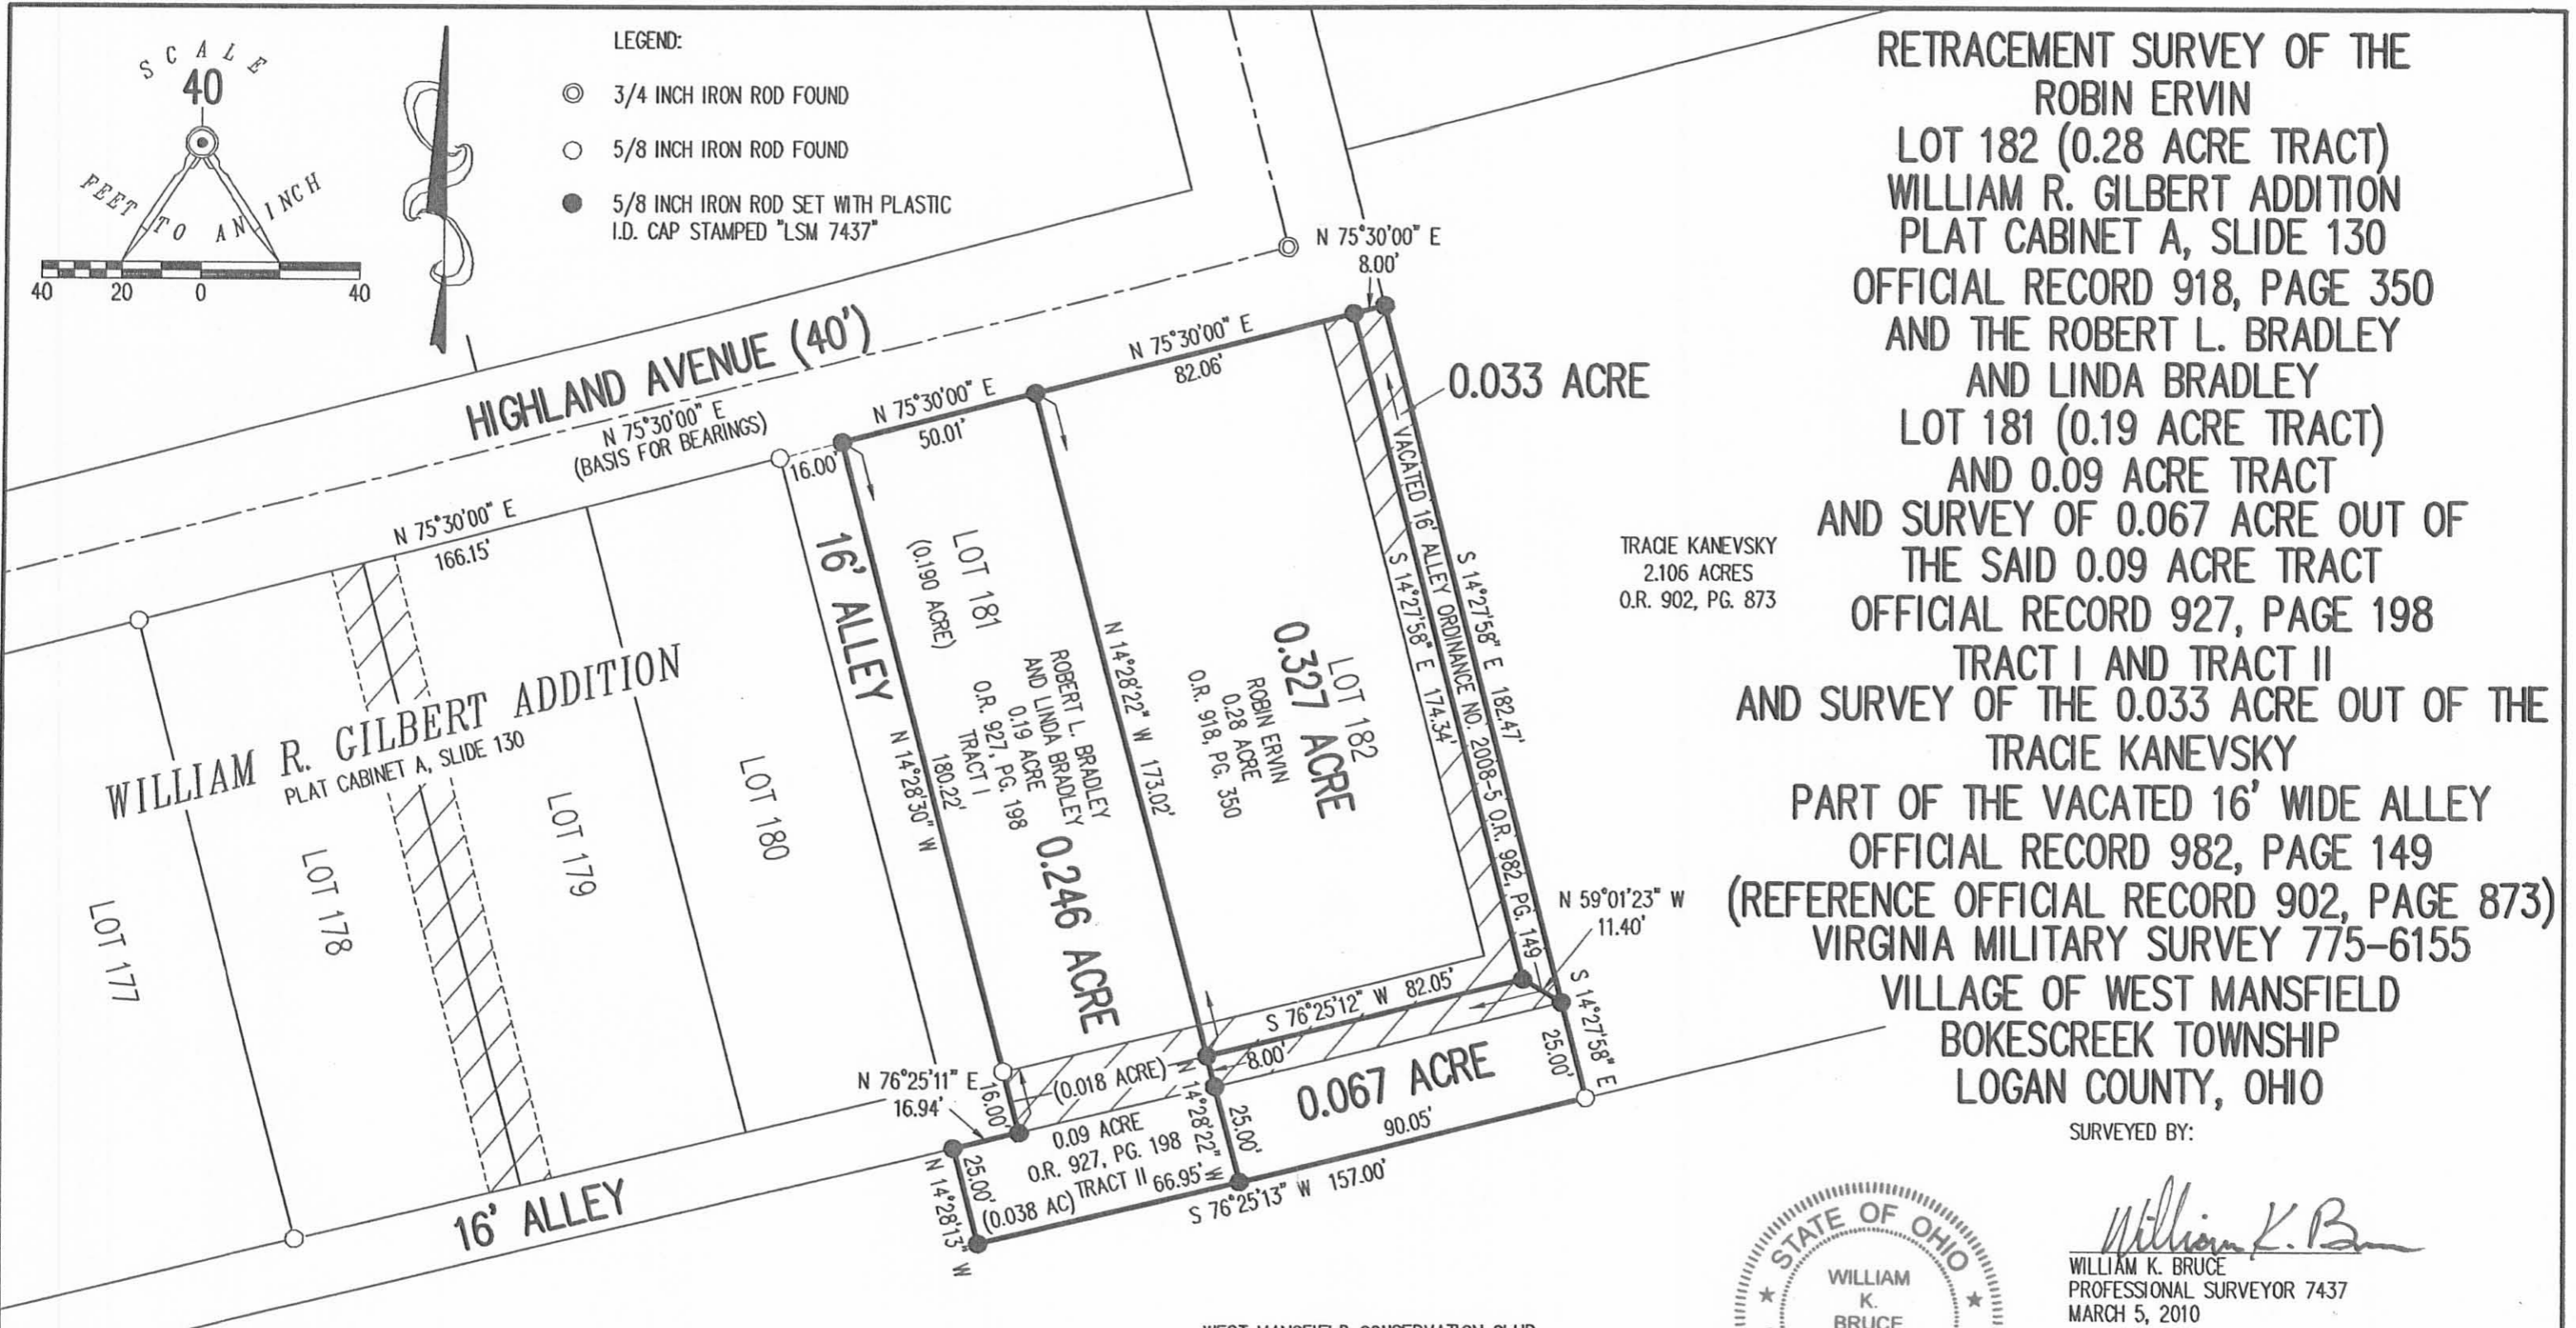 SCALE
40
FEET TO AN INCH
40 20 0 40
LEGEND:
3/4 INCH IRON ROD FOUND
5/8 INCH IRON ROD FOUND
5/8 INCH IRON ROD SET WITH PLASTIC
I.D. CAP STAMPED "LSM 7437"
HIGHLAND AVENUE (40')
N 75°30'00" E
(BASIS FOR BEARINGS)
N 75°30'00" E
166.15'
16.00'
N 75°30'00" E
50.01'
N 75°30'00" E
82.06'
N 75°30'00" E
8.00'
0.033 ACRE
WILLIAM R. GILBERT ADDITION
PLAT CABINET A, SLIDE 130
LOT 177
LOT 178
LOT 179
LOT 180
16' ALLEY
N 14°28'30" W
180.22'
LOT 181
(0.190 ACRE)
ROBERT L. BRADLEY
AND LINDA BRADLEY
0.19 ACRE
O.R. 927, PG. 198
TRACT I
0.246 ACRE
N 14°28'22" W 173.02'
LOT 182
0.327 ACRE
ROBIN ERVIN
0.28 ACRE
O.R. 918, PG. 350
S 14°27'58" E 174.34'
VACATED 16' ALLEY ORDINANCE NO. 2008-5 O.R. 982, PG. 149
S 14°27'58" E 182.47'
TRACIE KANEVSKY
2.106 ACRES
O.R. 902, PG. 873
N 59°01'23" W
11.40'
S 76°25'12" W 82.05'
S 14°27'58" E
25.00'
8.00'
0.067 ACRE
90.05'
N 76°25'11" E
16.94'
16.00'
(0.018 ACRE)
N 14°28'22" W
25.00'
0.09 ACRE
O.R. 927, PG. 198
TRACT II
66.95'
(0.038 AC)
25.00'
N 14°28'13" W
S 76°25'13" W 157.00'
16' ALLEY
RETRACEMENT SURVEY OF THE
ROBIN ERVIN
LOT 182 (0.28 ACRE TRACT)
WILLIAM R. GILBERT ADDITION
PLAT CABINET A, SLIDE 130
OFFICIAL RECORD 918, PAGE 350
AND THE ROBERT L. BRADLEY
AND LINDA BRADLEY
LOT 181 (0.19 ACRE TRACT)
AND 0.09 ACRE TRACT
AND SURVEY OF 0.067 ACRE OUT OF
THE SAID 0.09 ACRE TRACT
OFFICIAL RECORD 927, PAGE 198
TRACT I AND TRACT II
AND SURVEY OF THE 0.033 ACRE OUT OF THE
TRACIE KANEVSKY
PART OF THE VACATED 16' WIDE ALLEY
OFFICIAL RECORD 982, PAGE 149
(REFERENCE OFFICIAL RECORD 902, PAGE 873)
VIRGINIA MILITARY SURVEY 775-6155
VILLAGE OF WEST MANSFIELD
BOKESCREEK TOWNSHIP
LOGAN COUNTY, OHIO
SURVEYED BY:
William K. Bruce
WILLIAM K. BRUCE
PROFESSIONAL SURVEYOR 7437
MARCH 5, 2010
STATE OF OHIO
WILLIAM
K.
BRUCE
WEST MANSFIELD CONSERVATION CLUB